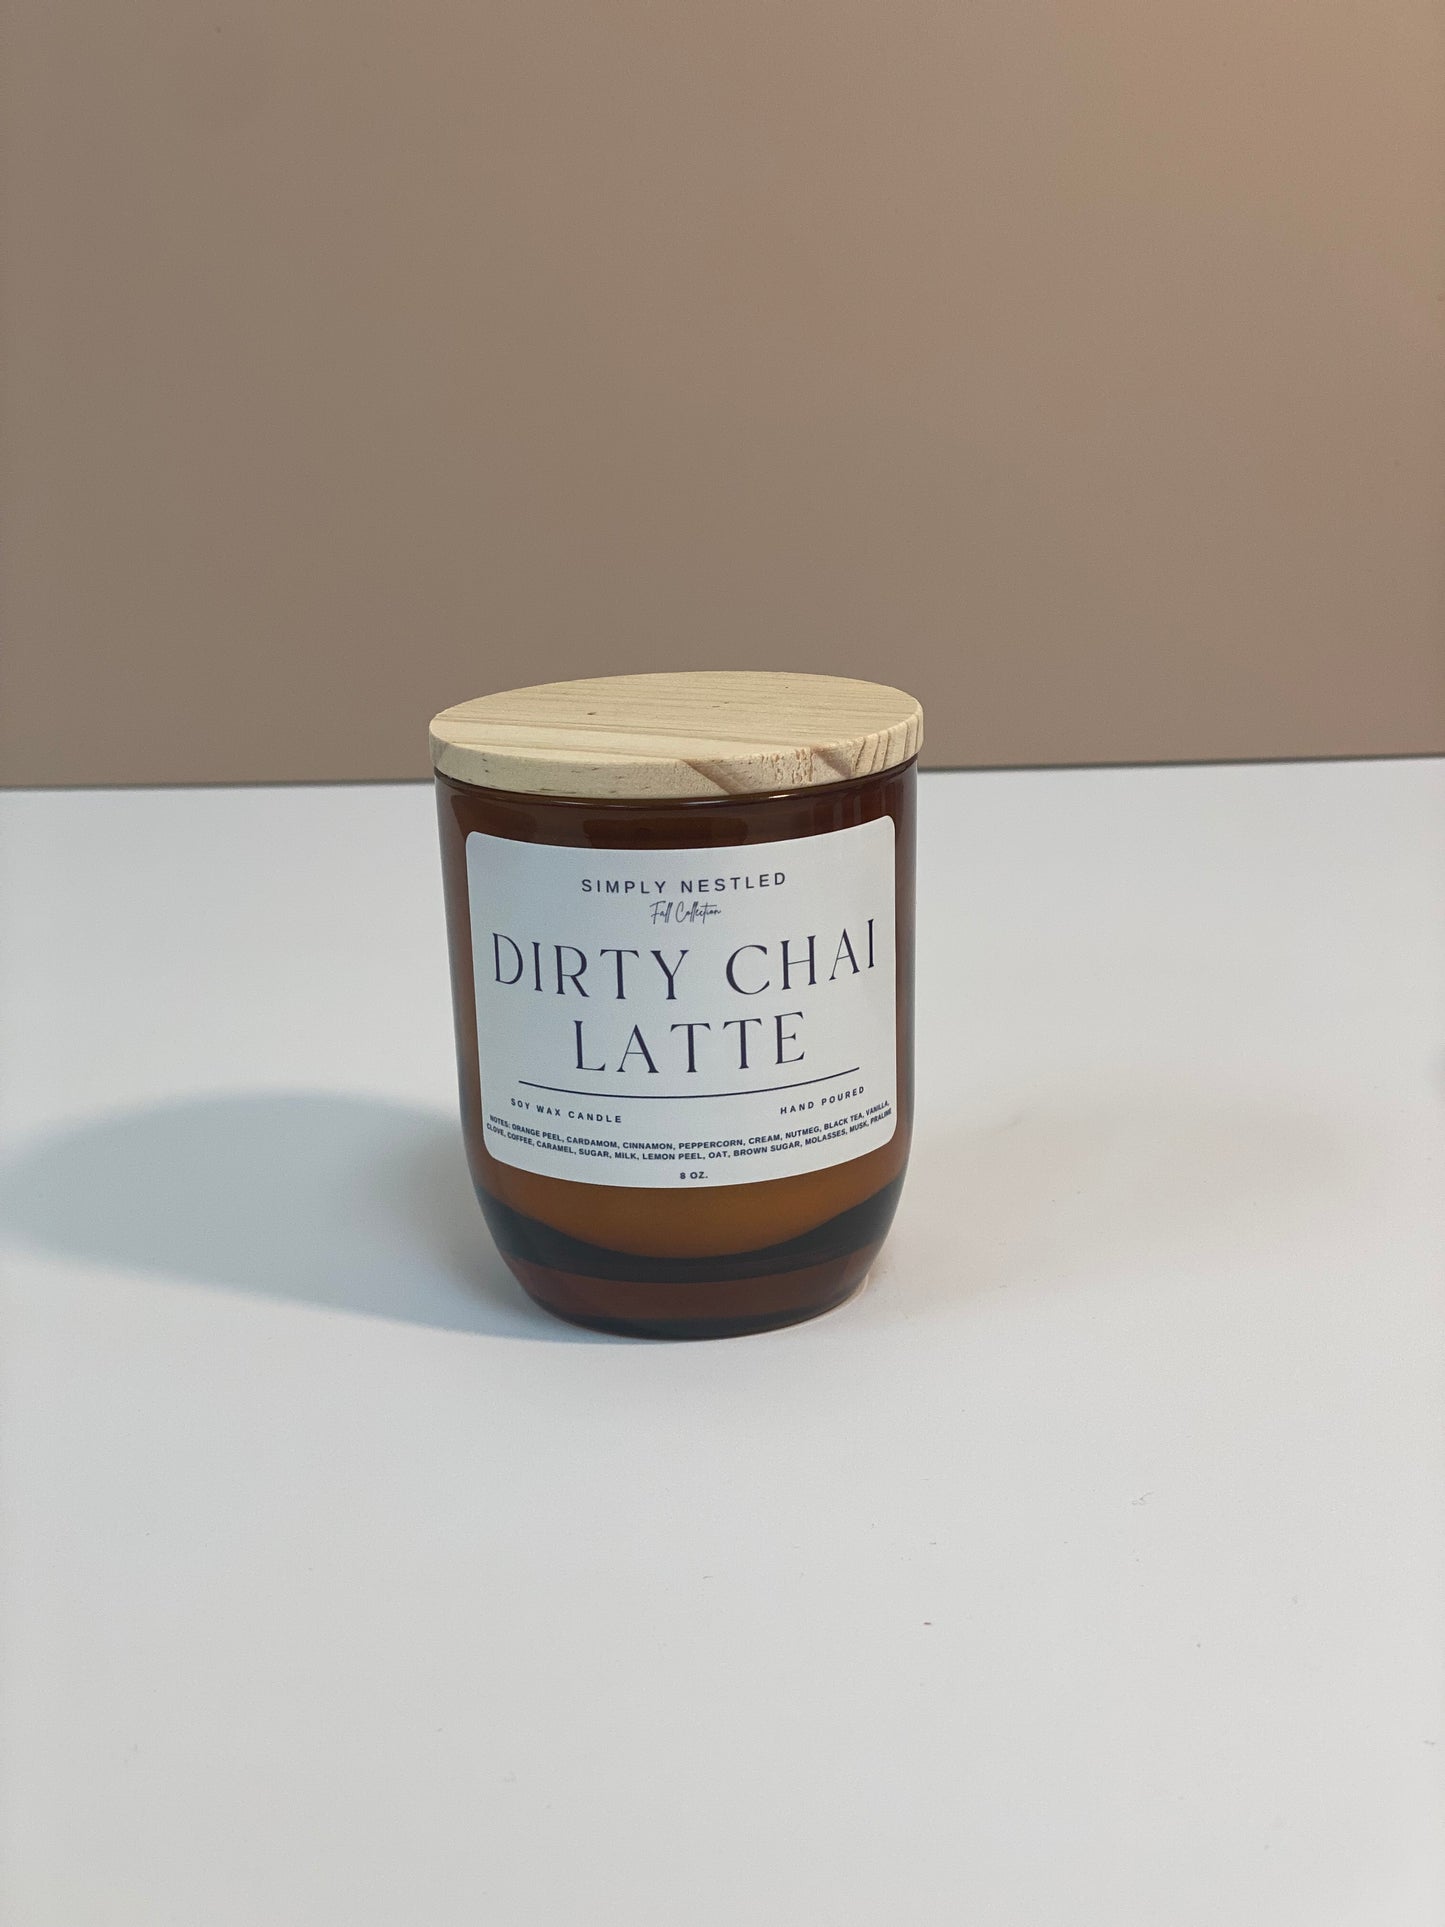 SIMPLY NESTLED
Fall Collection
DIRTY CHAI
LATTE
SOY WAX CANDLE HAND POURED
NOTES: ORANGE PEEL, CARDAMOM, CINNAMON, PEPPERCORN, CREAM, NUTMEG, BLACK TEA, VANILLA,
CLOVE, COFFEE, CARAMEL, SUGAR, MILK, LEMON PEEL, OAT, BROWN SUGAR, MOLASSES, MUSK, PRALINE
8 OZ.